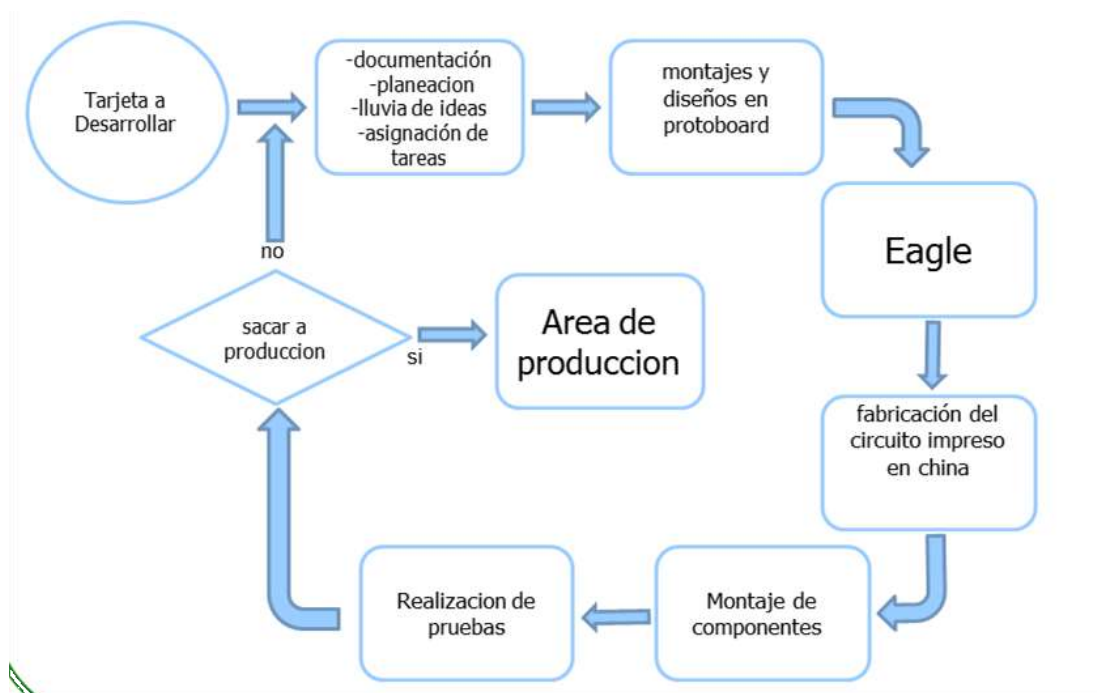 Tarjeta a
Desarrollar
-documentación
-planeacion
-lluvia de ideas
-asignación de
tareas
montajes y
diseños en
protoboard
Eagle
fabricación del
circuito impreso
en china
Montaje de
componentes
Realizacion de
pruebas
sacar a
produccion
no
si
Area de
produccion